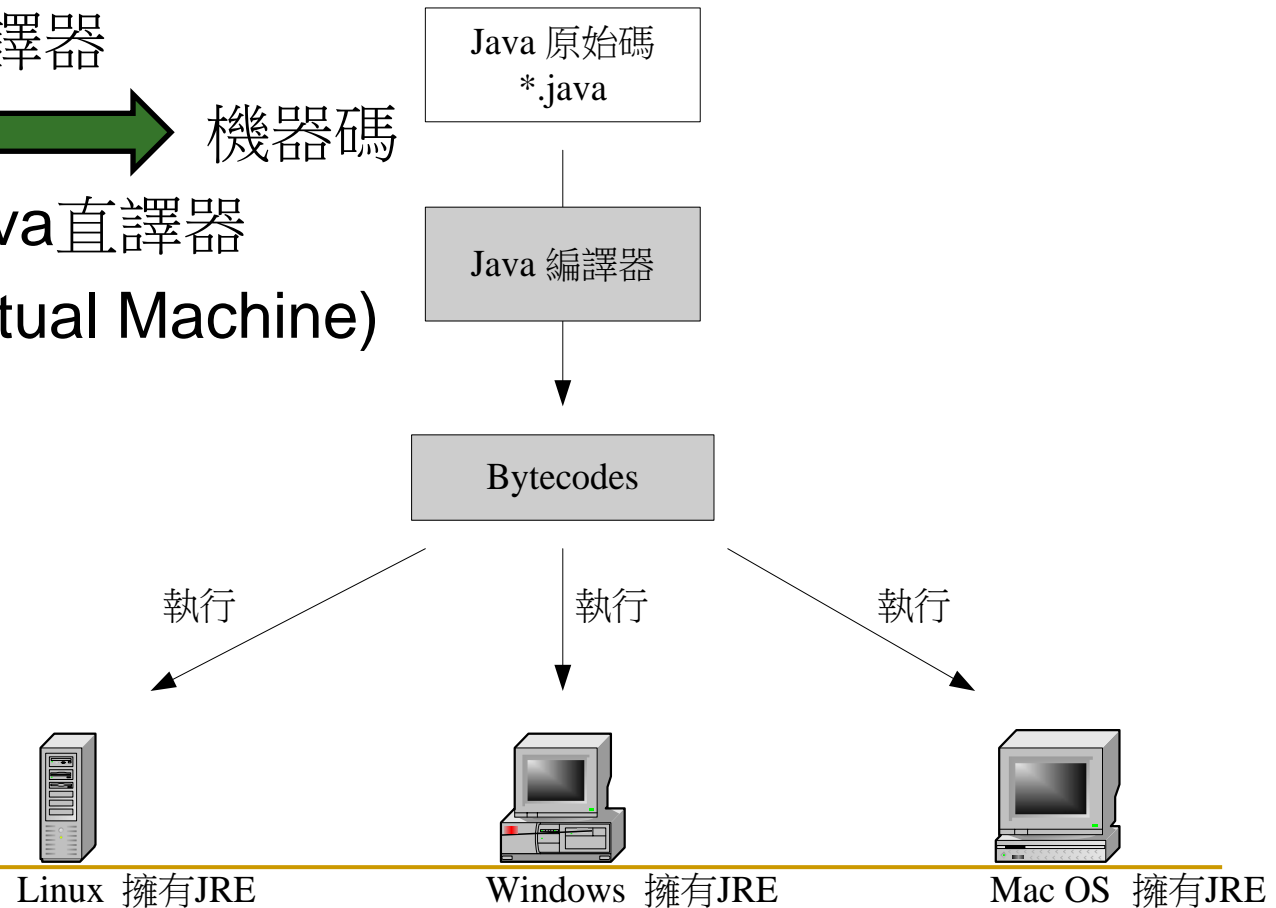 譯器
機器碼
va直譯器
tual Machine)
Java 原始碼
*.java
Java 編譯器
Bytecodes
執行
執行
執行
Linux 擁有JRE
Windows 擁有JRE
Mac OS 擁有JRE